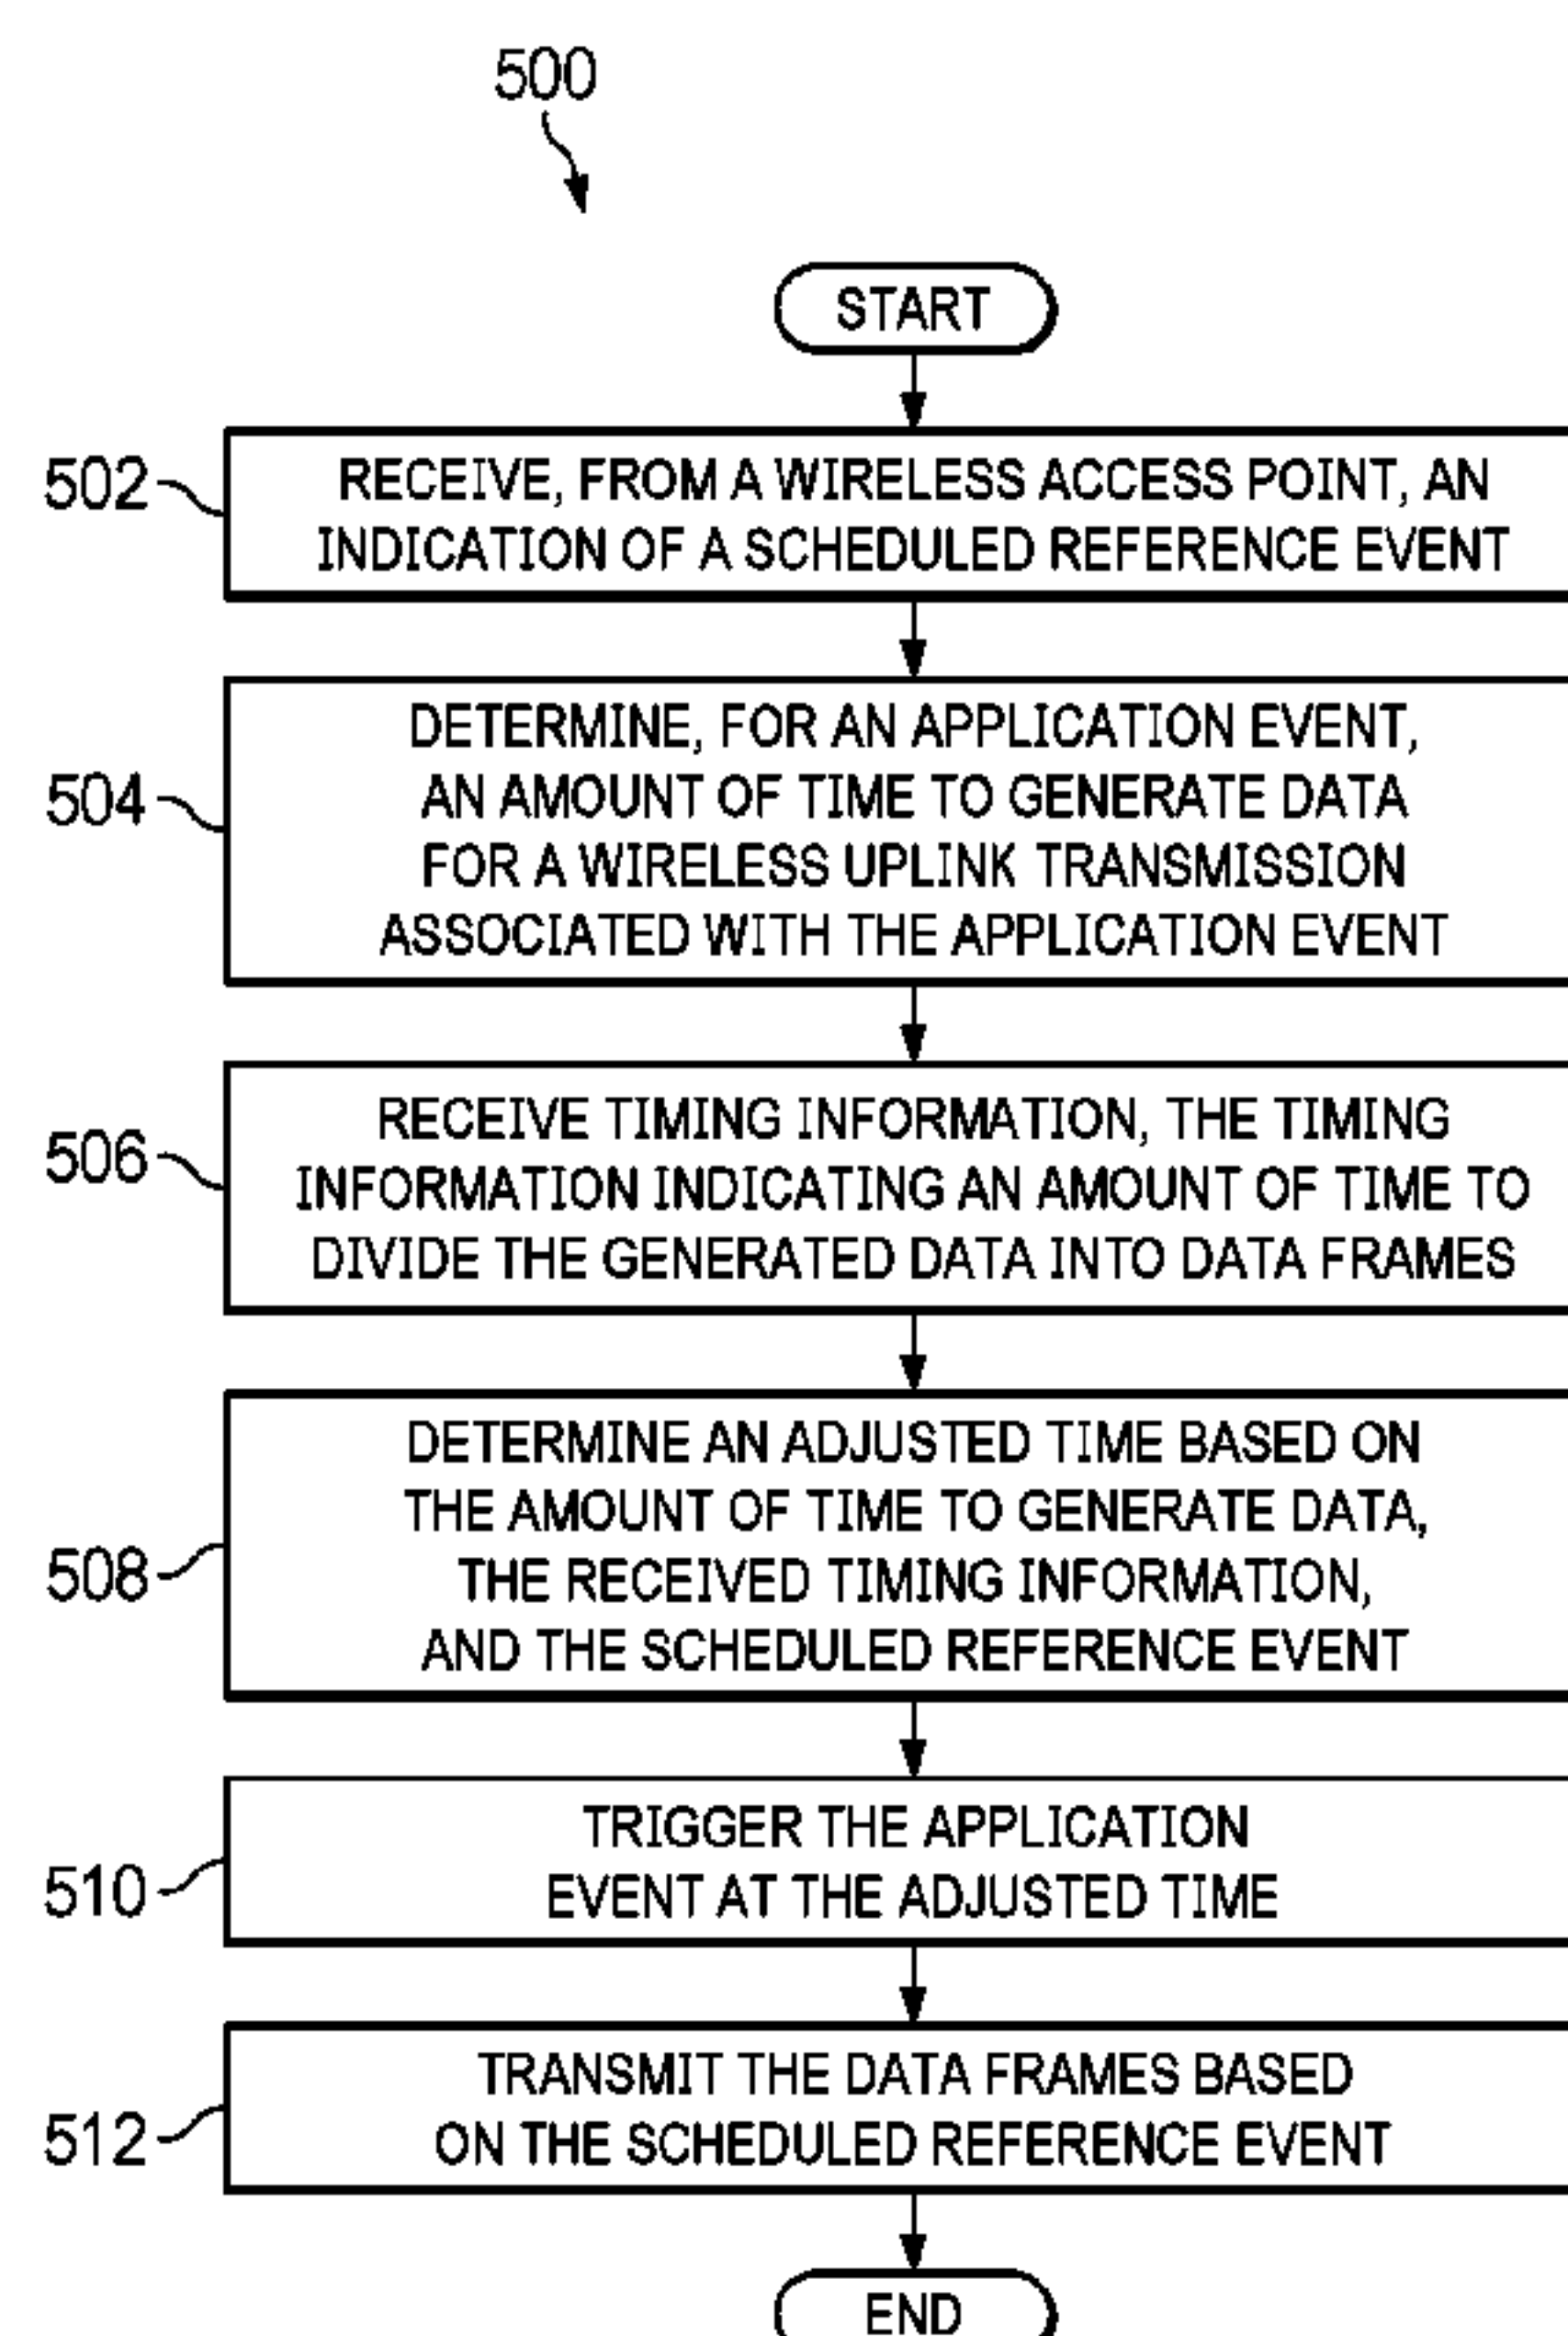 500
START
502
RECEIVE, FROM A WIRELESS ACCESS POINT, AN
INDICATION OF A SCHEDULED REFERENCE EVENT
504
DETERMINE, FOR AN APPLICATION EVENT,
AN AMOUNT OF TIME TO GENERATE DATA
FOR A WIRELESS UPLINK TRANSMISSION
ASSOCIATED WITH THE APPLICATION EVENT
506
RECEIVE TIMING INFORMATION, THE TIMING
INFORMATION INDICATING AN AMOUNT OF TIME TO
DIVIDE THE GENERATED DATA INTO DATA FRAMES
508
DETERMINE AN ADJUSTED TIME BASED ON
THE AMOUNT OF TIME TO GENERATE DATA,
THE RECEIVED TIMING INFORMATION,
AND THE SCHEDULED REFERENCE EVENT
510
TRIGGER THE APPLICATION
EVENT AT THE ADJUSTED TIME
512
TRANSMIT THE DATA FRAMES BASED
ON THE SCHEDULED REFERENCE EVENT
END